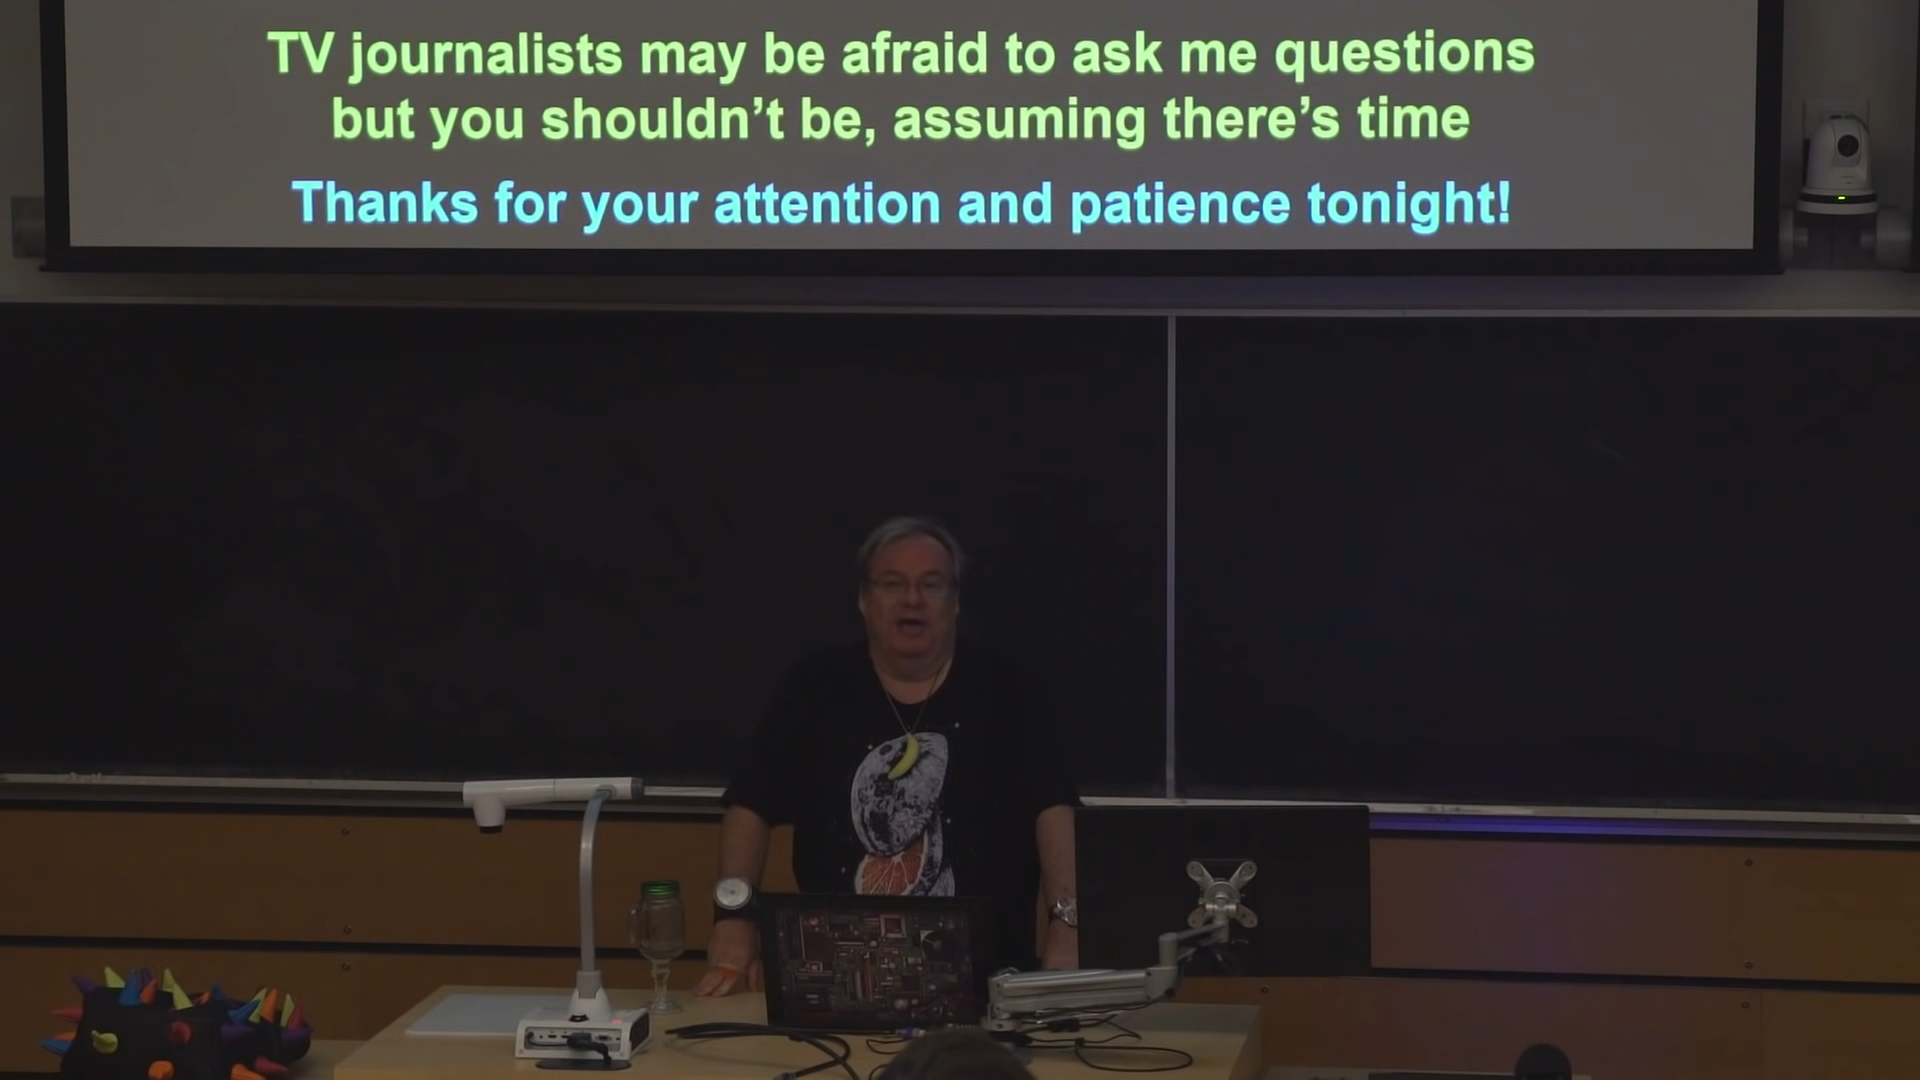 TV journalists may be afraid to ask me questions
but you shouldn’t be, assuming there’s time
Thanks for your attention and patience tonight!